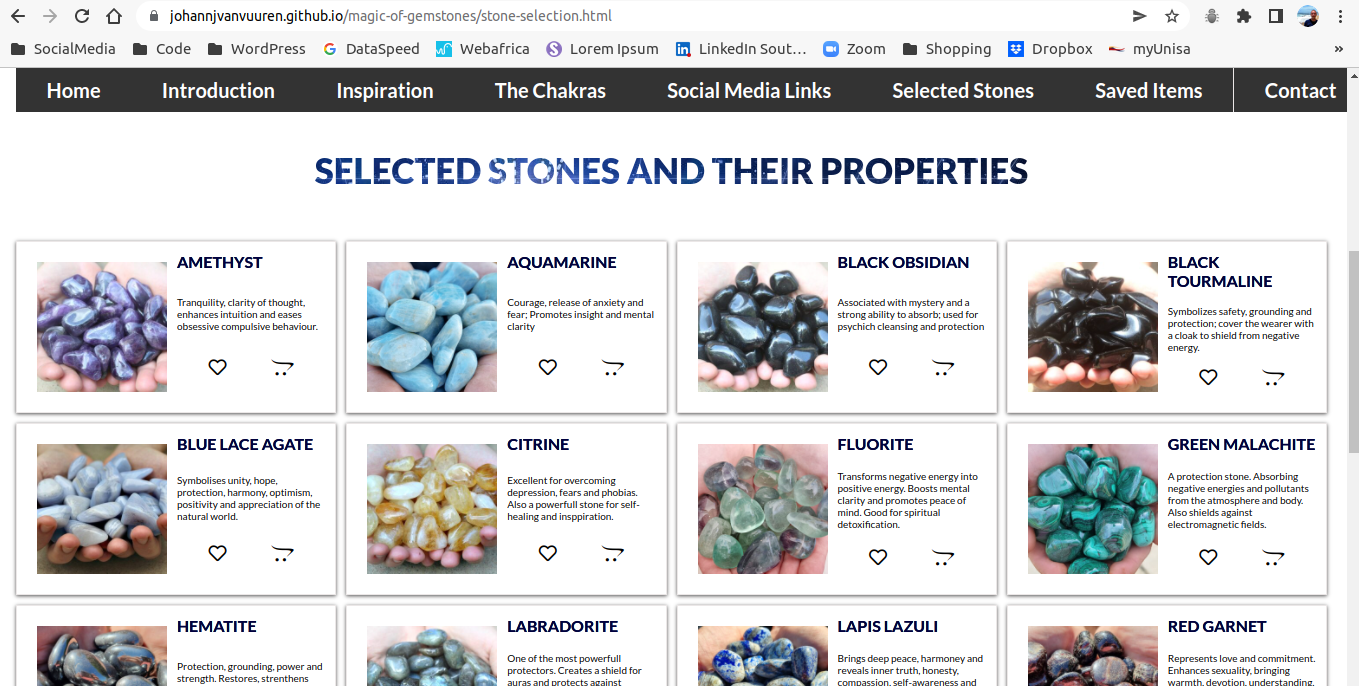 johannjvanvuuren.github.io/magic-of-gemstones/stone-selection.html
SocialMedia Code WordPress DataSpeed Webafrica Lorem Ipsum LinkedIn Sout... Zoom Shopping Dropbox myUnisa »
Home Introduction Inspiration The Chakras Social Media Links Selected Stones Saved Items Contact
SELECTED STONES AND THEIR PROPERTIES
AMETHYST
Tranquility, clarity of thought,
enhances intuition and eases
obsessive compulsive behaviour.
AQUAMARINE
Courage, release of anxiety and
fear; Promotes insight and mental
clarity
BLACK OBSIDIAN
Associated with mystery and a
strong ability to absorb; used for
psychich cleansing and protection
BLACK
TOURMALINE
Symbolizes safety, grounding and
protection; cover the wearer with
a cloak to shield from negative
energy.
BLUE LACE AGATE
Symbolises unity, hope,
protection, harmony, optimism,
positivity and appreciation of the
natural world.
CITRINE
Excellent for overcoming
depression, fears and phobias.
Also a powerfull stone for self-
healing and insppiration.
FLUORITE
Transforms negative energy into
positive energy. Boosts mental
clarity and promotes peace of
mind. Good for spiritual
detoxification.
GREEN MALACHITE
A protection stone. Absorbing
negative energies and pollutants
from the atmosphere and body.
Also shields against
electromagnetic fields.
HEMATITE
Protection, grounding, power and
strength. Restores, strenthens
LABRADORITE
One of the most powerfull
protectors. Creates a shield for
auras and protects against
LAPIS LAZULI
Brings deep peace, harmoney and
reveals inner truth, honesty,
compassion, self-awareness and
RED GARNET
Represents love and commitment.
Enhances sexuality, bringing
warmth, devotion, understanding,